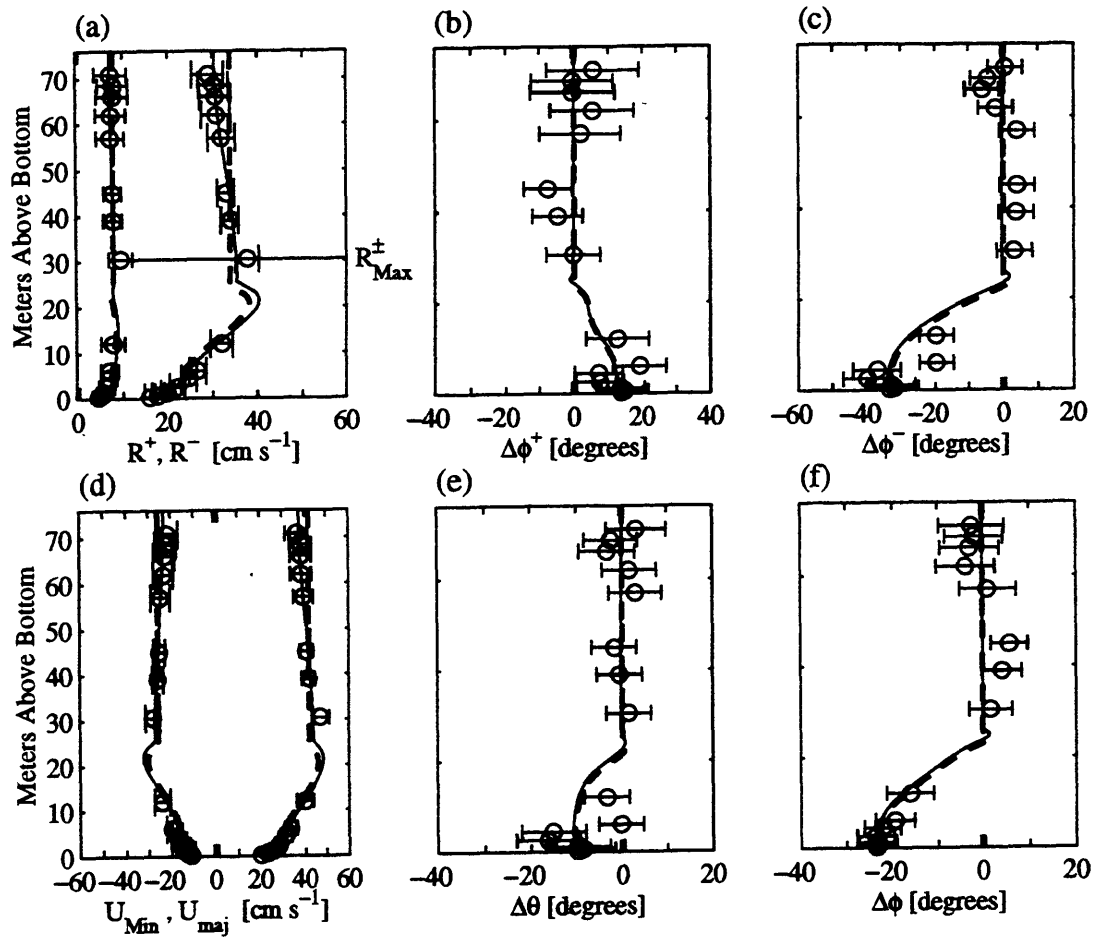 (a)
(b)
(c)
Meters Above Bottom
70
60
50
40
30
20
10
0
R±Max
0 20 40 60
R⁺, R⁻ [cm s⁻¹]
−40 −20 0 20 40
Δϕ⁺ [degrees]
−60 −40 −20 0 20
Δϕ⁻ [degrees]
(d)
(e)
(f)
Meters Above Bottom
70
60
50
40
30
20
10
0
−60 −40 −20 0 20 40 60
U_Min, U_maj [cm s⁻¹]
−40 −20 0 20
Δθ [degrees]
−40 −20 0 20
Δϕ [degrees]